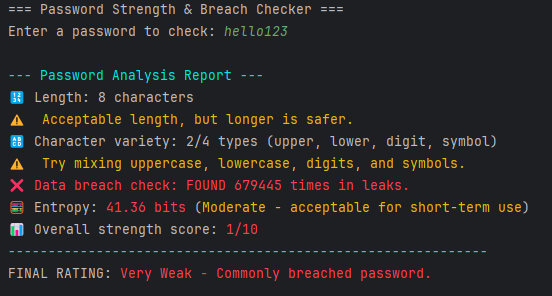 === Password Strength & Breach Checker ===
Enter a password to check: hello123
--- Password Analysis Report ---
🔢 Length: 8 characters
⚠️ Acceptable length, but longer is safer.
🔠 Character variety: 2/4 types (upper, lower, digit, symbol)
⚠️ Try mixing uppercase, lowercase, digits, and symbols.
❌ Data breach check: FOUND 679445 times in leaks.
🧮 Entropy: 41.36 bits (Moderate - acceptable for short-term use)
📊 Overall strength score: 1/10
------------------------------------------------------------
FINAL RATING: Very Weak - Commonly breached password.